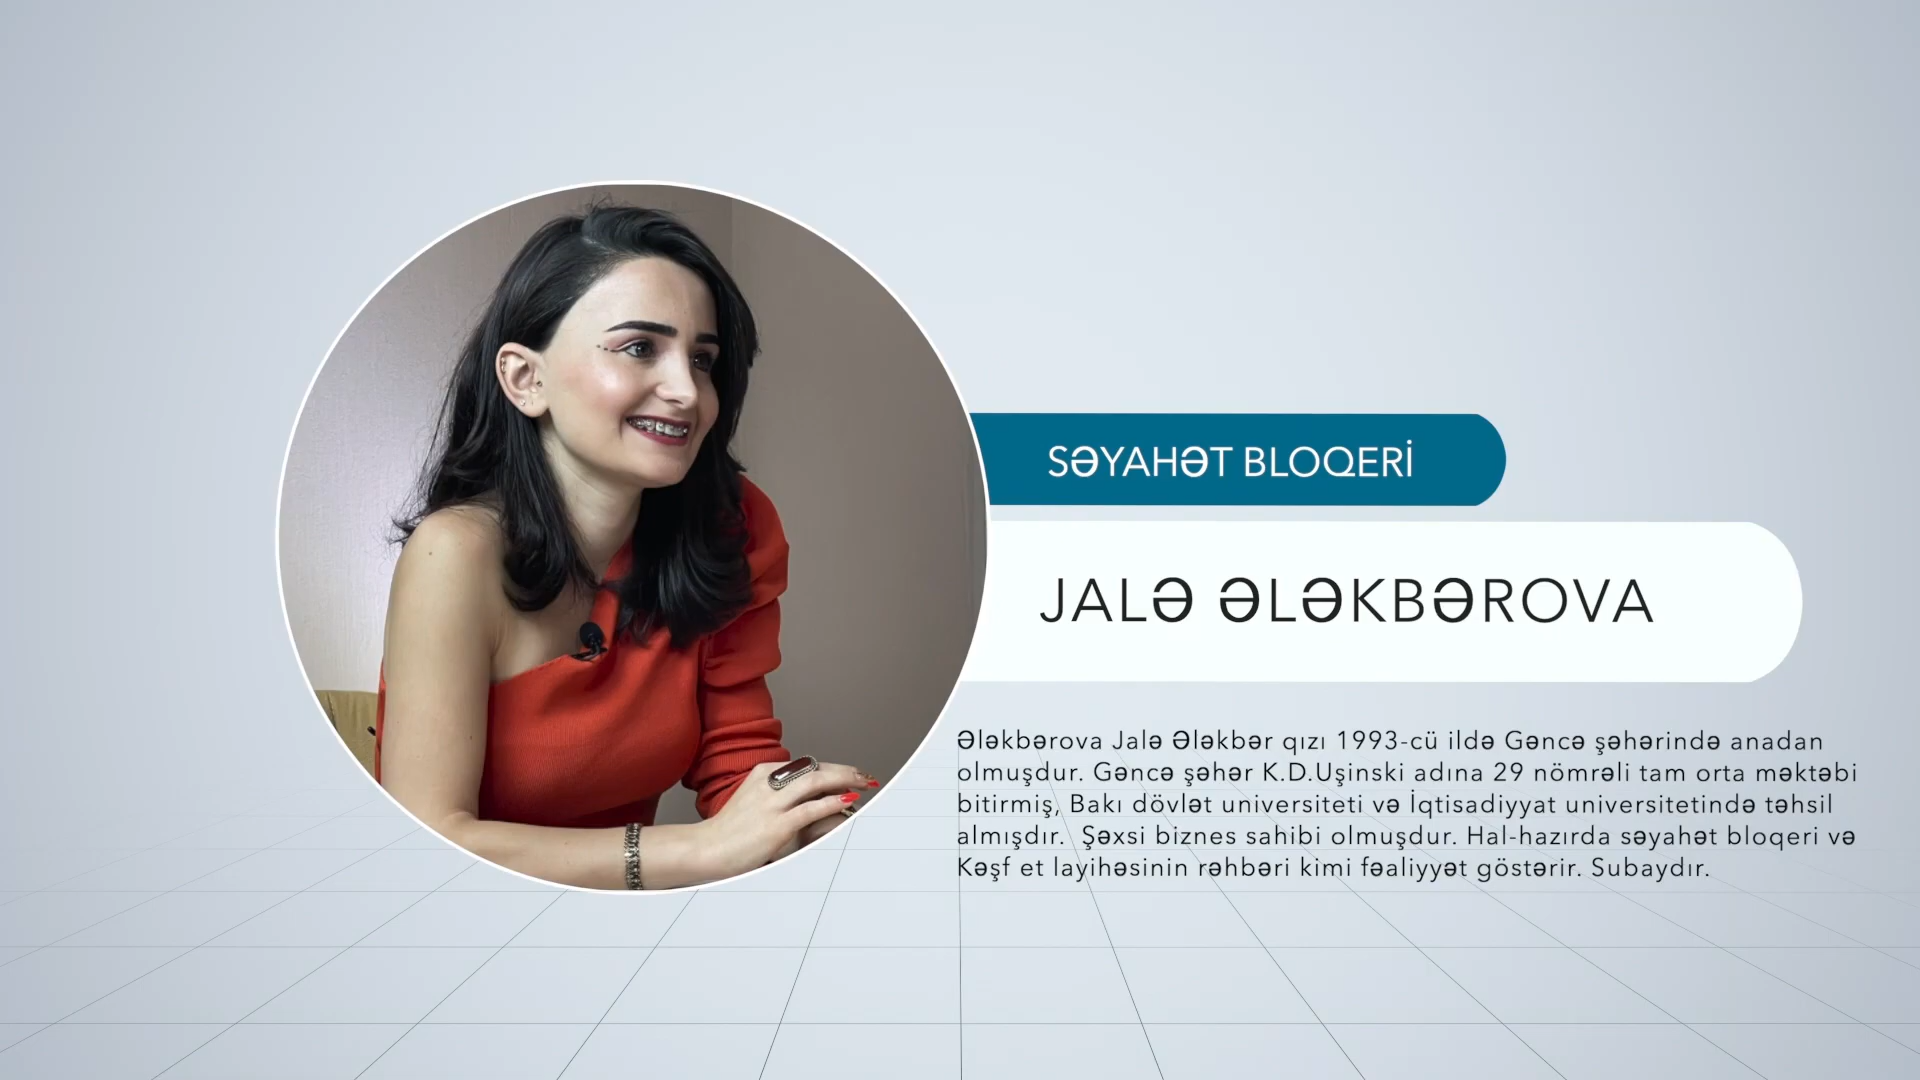 SƏYAHƏT BLOQERİ
JALƏ ƏLƏKBƏROVA
Ələkbərova Jalə Ələkbər qızı 1993-cü ildə Gəncə şəhərində anadan
olmuşdur. Gəncə şəhər K.D.Uşinski adına 29 nömrəli tam orta məktəbi
bitirmiş, Bakı dövlət universiteti və İqtisadiyyat universitetində təhsil
almışdır. Şəxsi biznes sahibi olmuşdur. Hal-hazırda səyahət bloqeri və
Kəşf et layihəsinin rəhbəri kimi fəaliyyət göstərir. Subaydır.